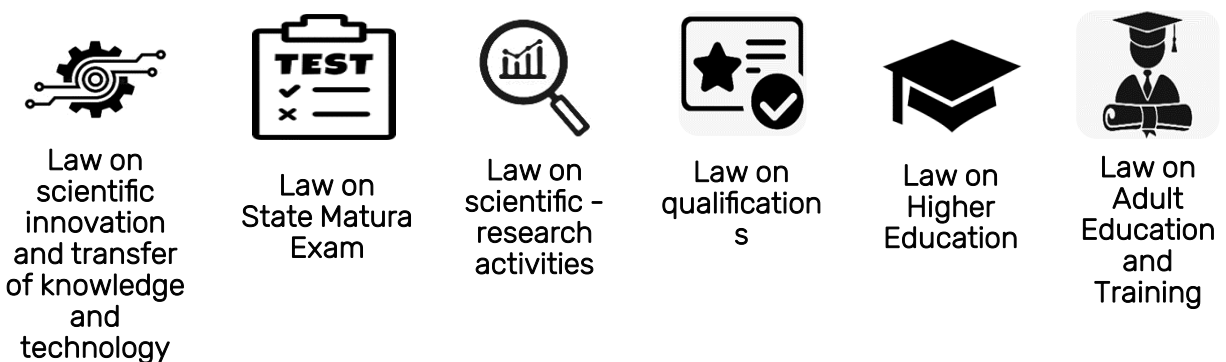 Law on
scientific
innovation
and transfer
of knowledge
and
technology
TEST
Law on
State Matura
Exam
Law on
scientific -
research
activities
Law on
qualification
s
Law on
Higher
Education
Law on
Adult
Education
and
Training